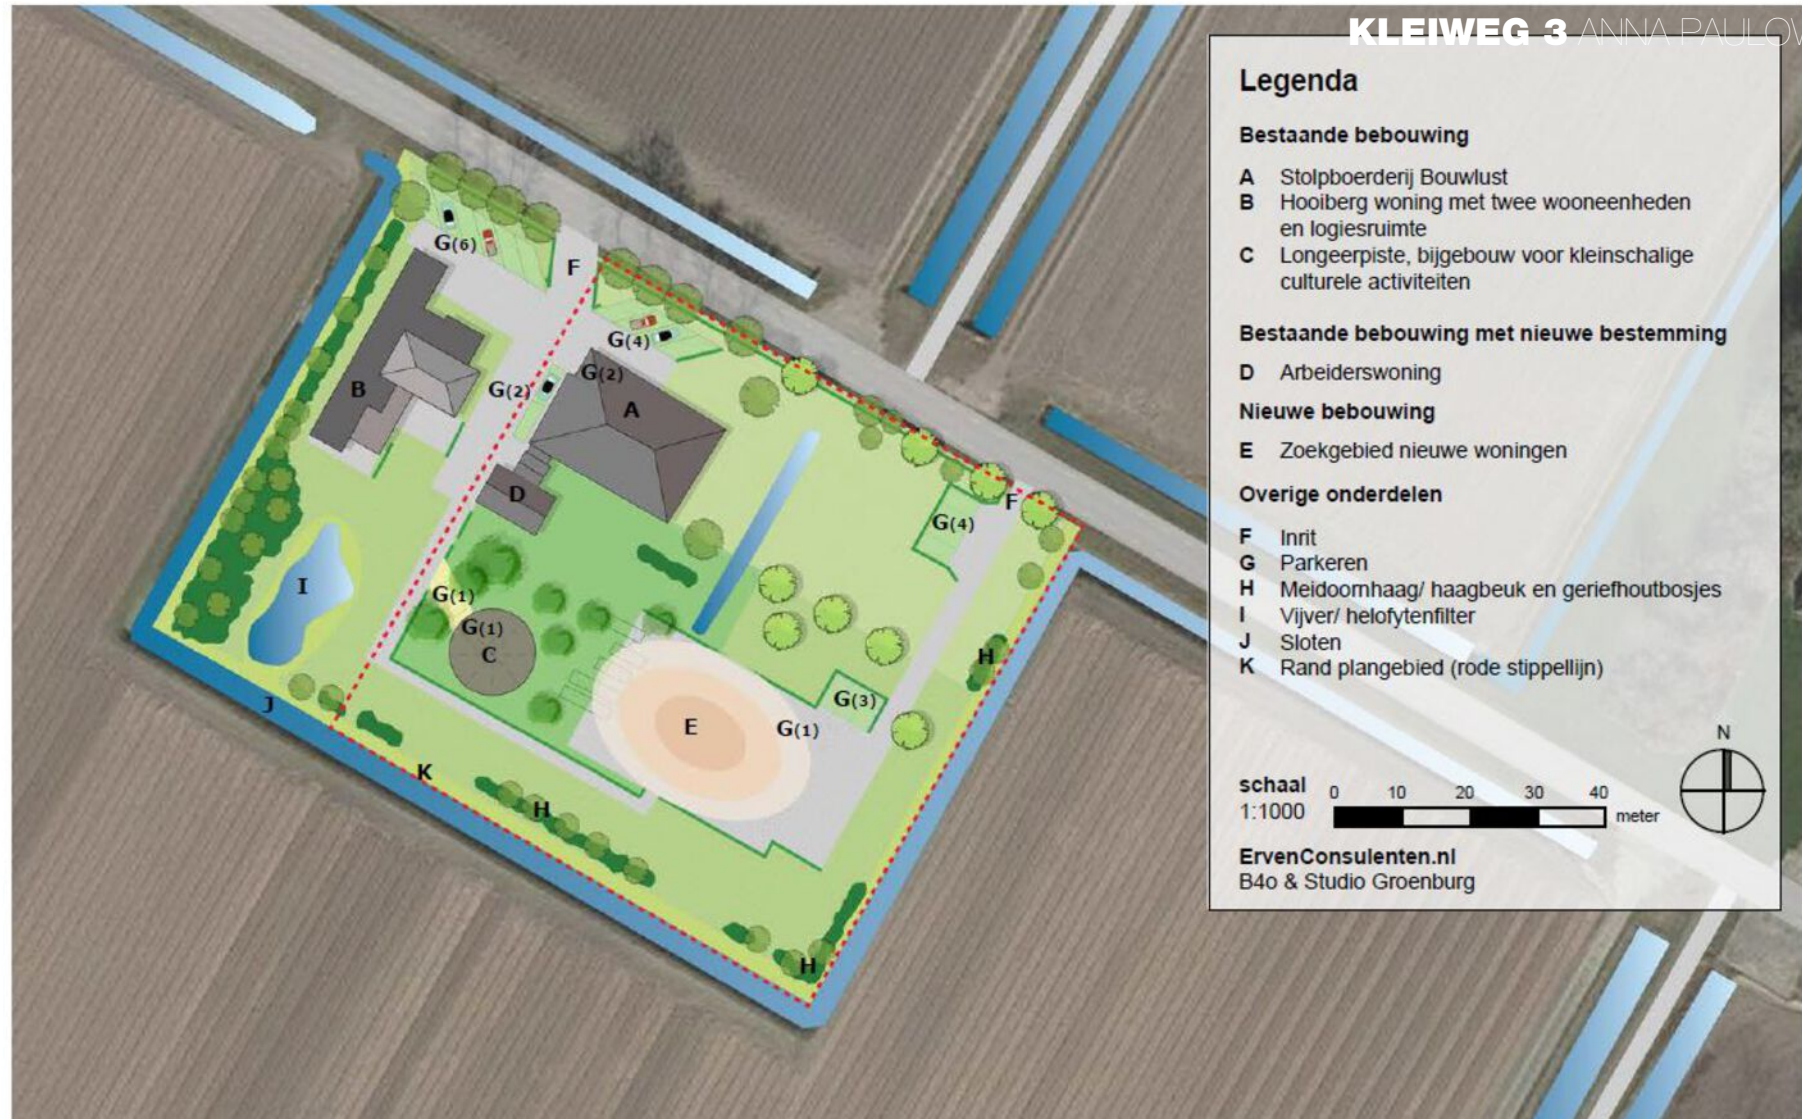 KLEIWEG 3 ANNA PAULOW
Legenda
Bestaande bebouwing
A Stolpboerderij Bouwlust
B Hooiberg woning met twee wooneenheden
en logiesruimte
C Longeerpiste, bijgebouw voor kleinschalige
culturele activiteiten
Bestaande bebouwing met nieuwe bestemming
D Arbeiderswoning
Nieuwe bebouwing
E Zoekgebied nieuwe woningen
Overige onderdelen
F Inrit
G Parkeren
H Meidoornhaag/ haagbeuk en geriefhoutbosjes
I Vijver/ helofytenfilter
J Sloten
K Rand plangebied (rode stippellijn)
N
schaal 0 10 20 30 40
1:1000 meter
ErvenConsulenten.nl
B4o & Studio Groenburg
G(6)
F
G(4)
G(2)
B
G(2)
A
D
F
G(4)
I
G(1)
G(1)
C
H
J
G(3)
E
G(1)
K
H
H